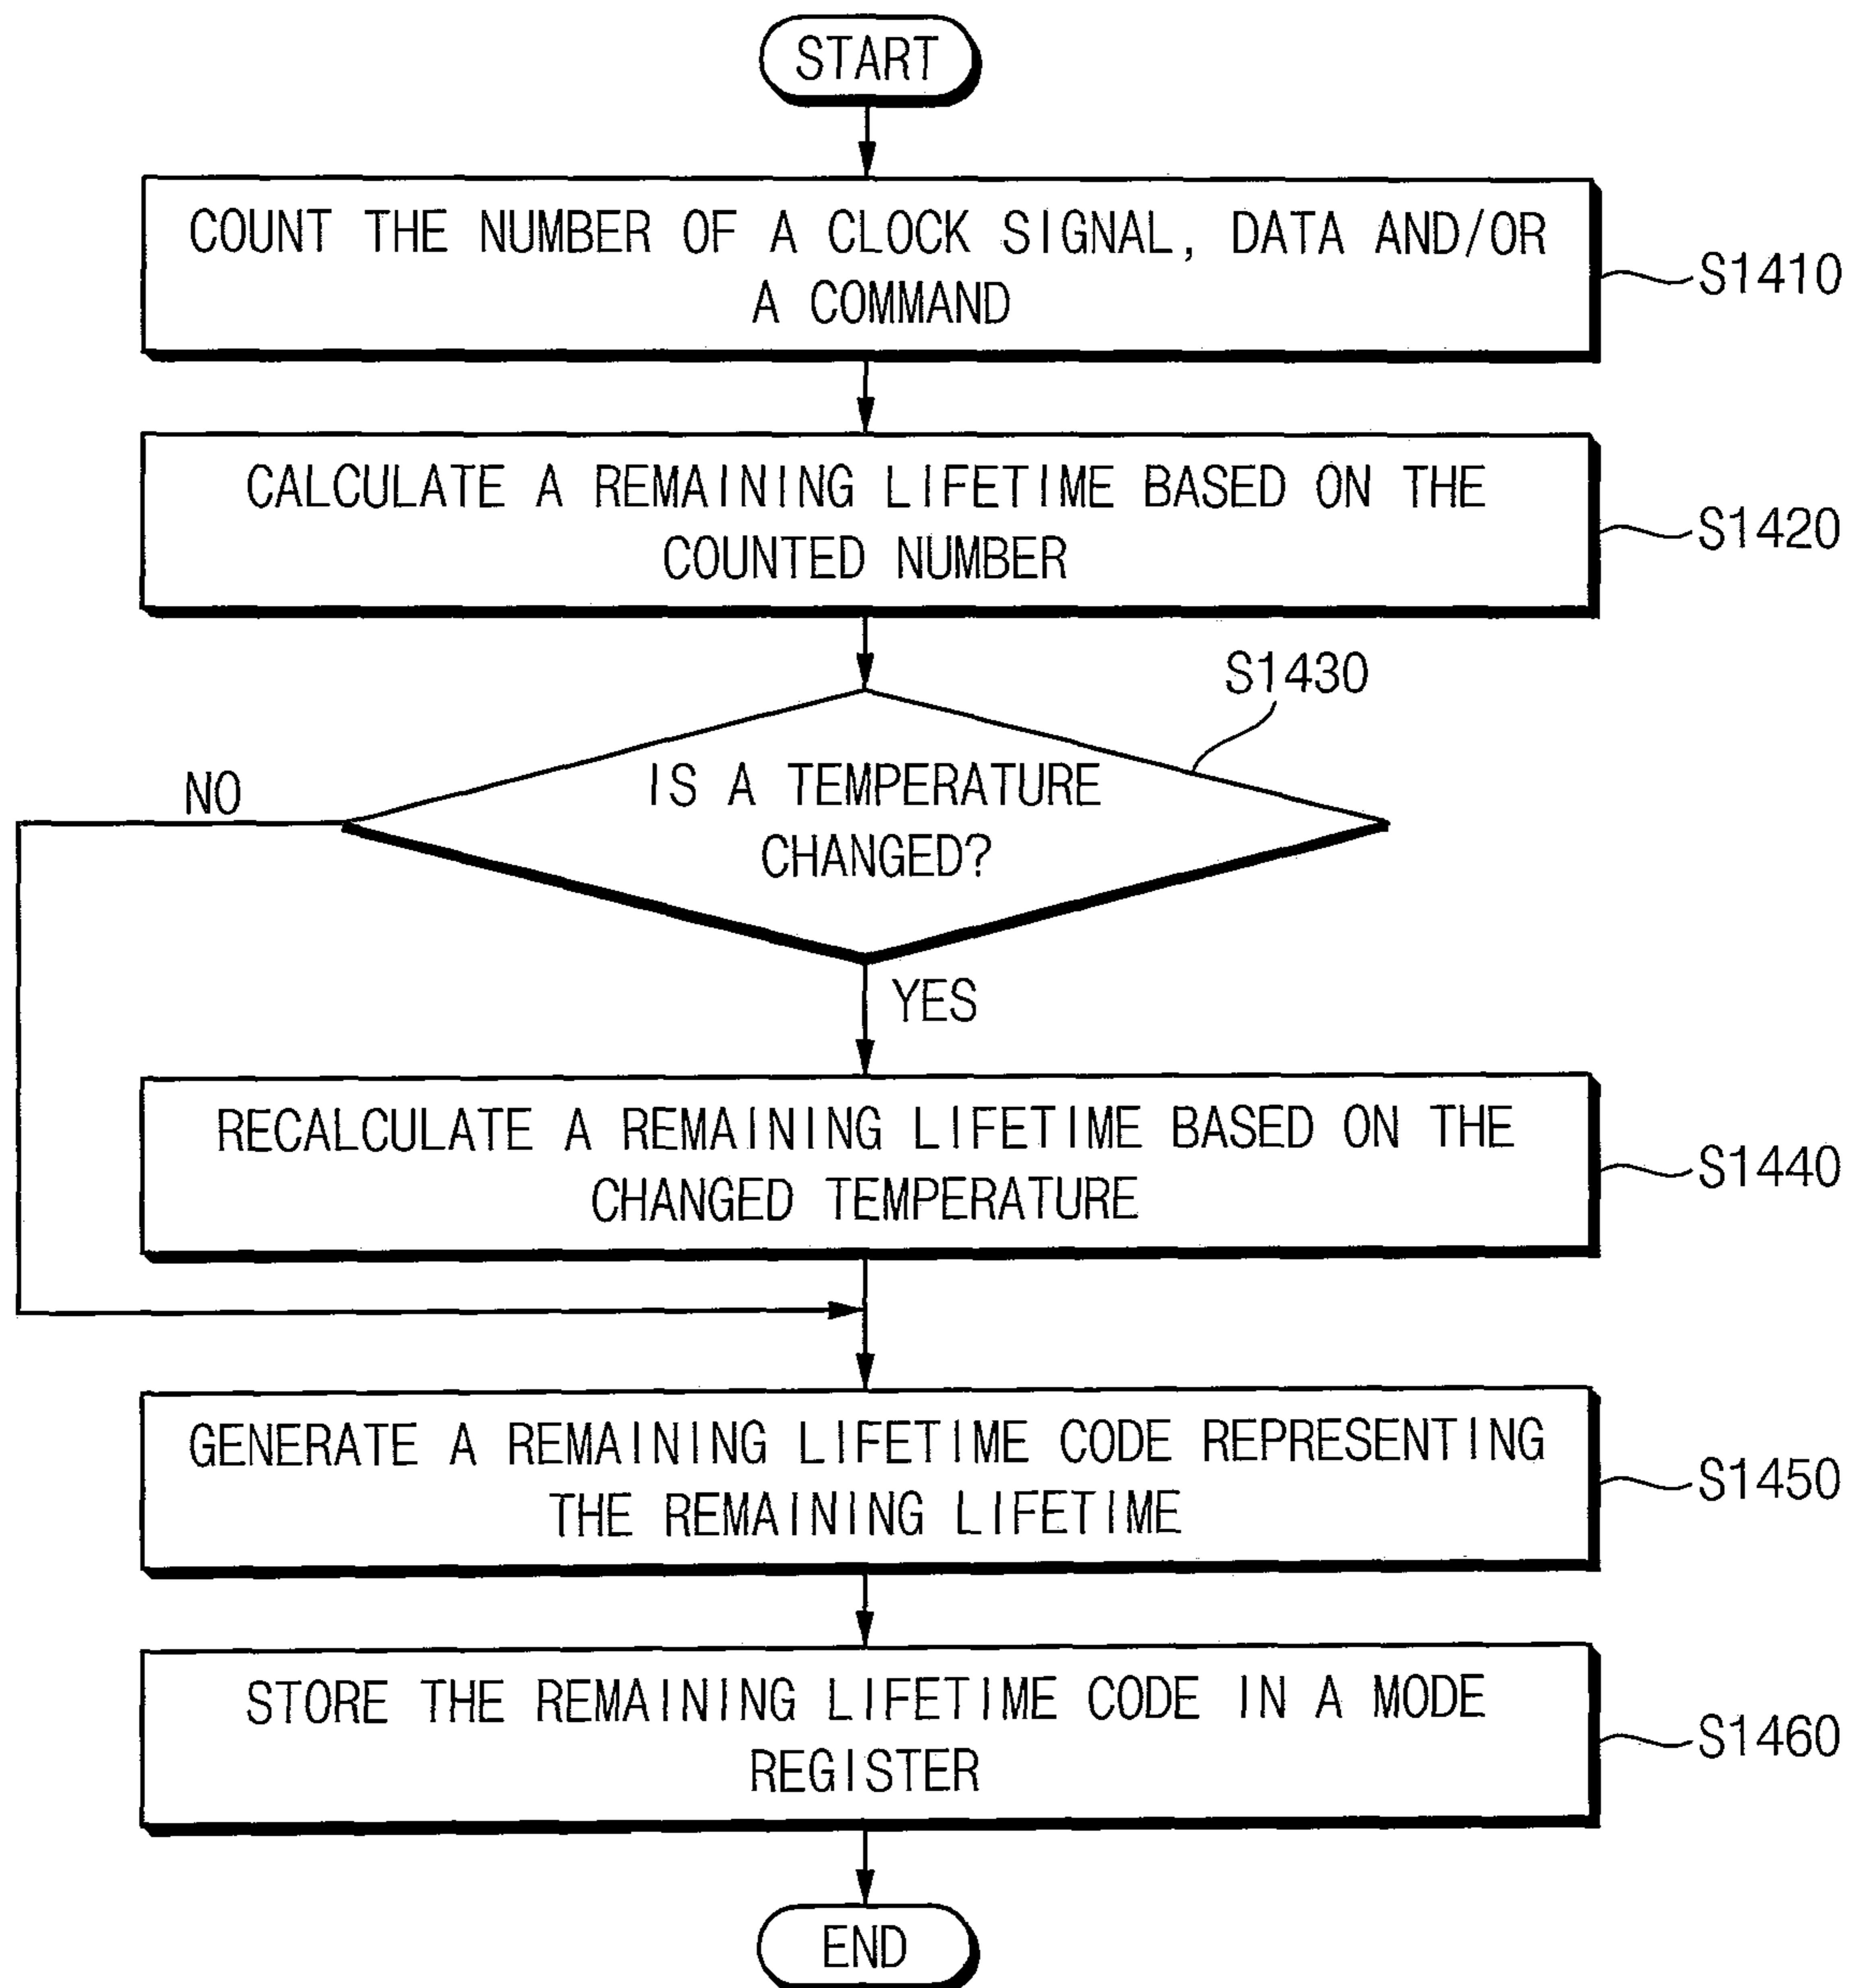 START
COUNT THE NUMBER OF A CLOCK SIGNAL, DATA AND/OR
A COMMAND
S1410
CALCULATE A REMAINING LIFETIME BASED ON THE
COUNTED NUMBER
S1420
S1430
IS A TEMPERATURE
CHANGED?
NO
YES
RECALCULATE A REMAINING LIFETIME BASED ON THE
CHANGED TEMPERATURE
S1440
GENERATE A REMAINING LIFETIME CODE REPRESENTING
THE REMAINING LIFETIME
S1450
STORE THE REMAINING LIFETIME CODE IN A MODE
REGISTER
S1460
END